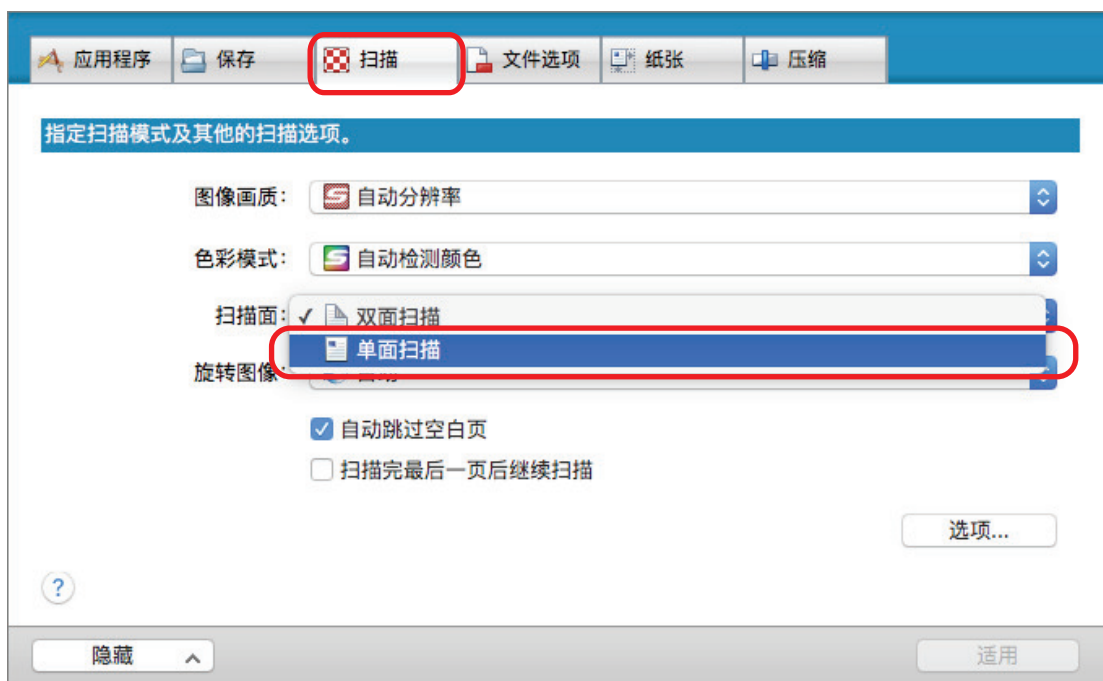 应用程序 保存 扫描 文件选项 纸张 压缩
指定扫描模式及其他的扫描选项。
图像画质: 自动分辨率
色彩模式: 自动检测颜色
扫描面: ✓ 双面扫描
单面扫描
旋转图像:
自动跳过空白页
扫描完最后一页后继续扫描
选项...
?
隐藏 适用